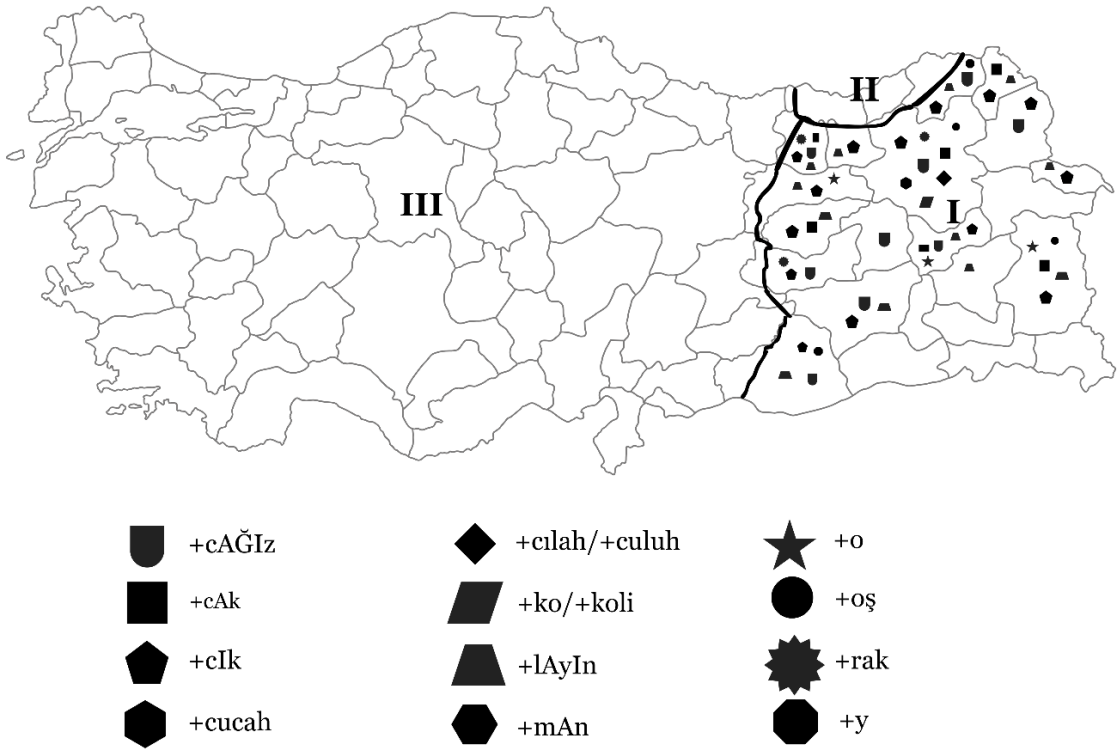 II
III
I
+cAĞIz
+cılah/+culuh
+o
+cAk
+ko/+koli
+oş
+cIk
+lAyIn
+rak
+cucah
+mAn
+y